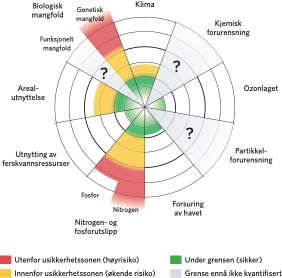 Biologisk
mangfold
Genetisk
mangfold
Klima
Kjemisk
forurensning
Funksjonelt
mangfold
?
?
Areal-
utnyttelse
Ozonlaget
?
Utnytting av
ferskvannsressurser
Partikkel-
forurensning
Fosfor
Nitrogen
Forsuring
av havet
Nitrogen- og
fosforutslipp
Utenfor usikkerhetssonen (høyrisiko)
Under grensen (sikker)
Innenfor usikkerhetssonen (økende risiko)
Grense ennå ikke kvantifisert